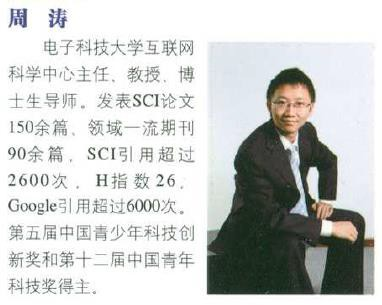 周 涛
电子科技大学互联网
科学中心主任、教授、博
士生导师。发表SCI论文
150余篇、领域一流期刊
90余篇，SCI引用超过
2600次，H指数26，
Google引用超过6000次。
第五届中国青少年科技创
新奖和第十二届中国青年
科技奖得主。